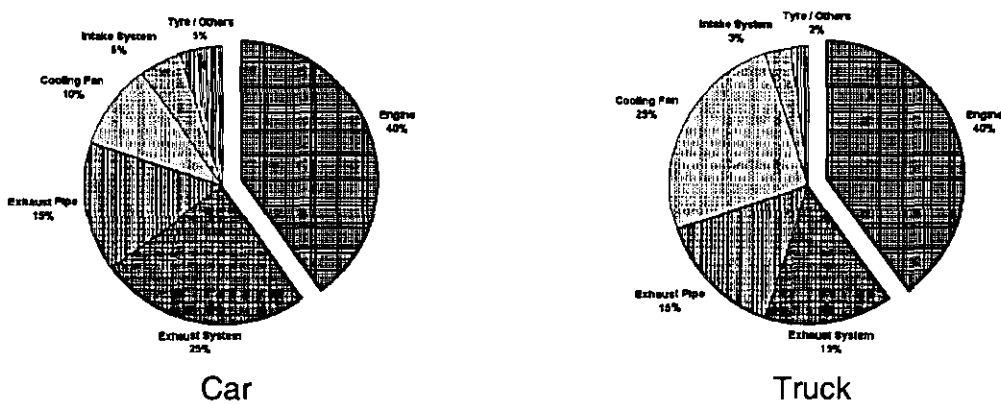 Tyre / Others
5%
Intake System
5%
Cooling Fan
10%
Engine
40%
Exhaust Pipe
15%
Exhaust System
25%
Car
Tyre / Others
2%
Intake System
3%
Cooling Fan
25%
Engine
40%
Exhaust Pipe
15%
Exhaust System
15%
Truck